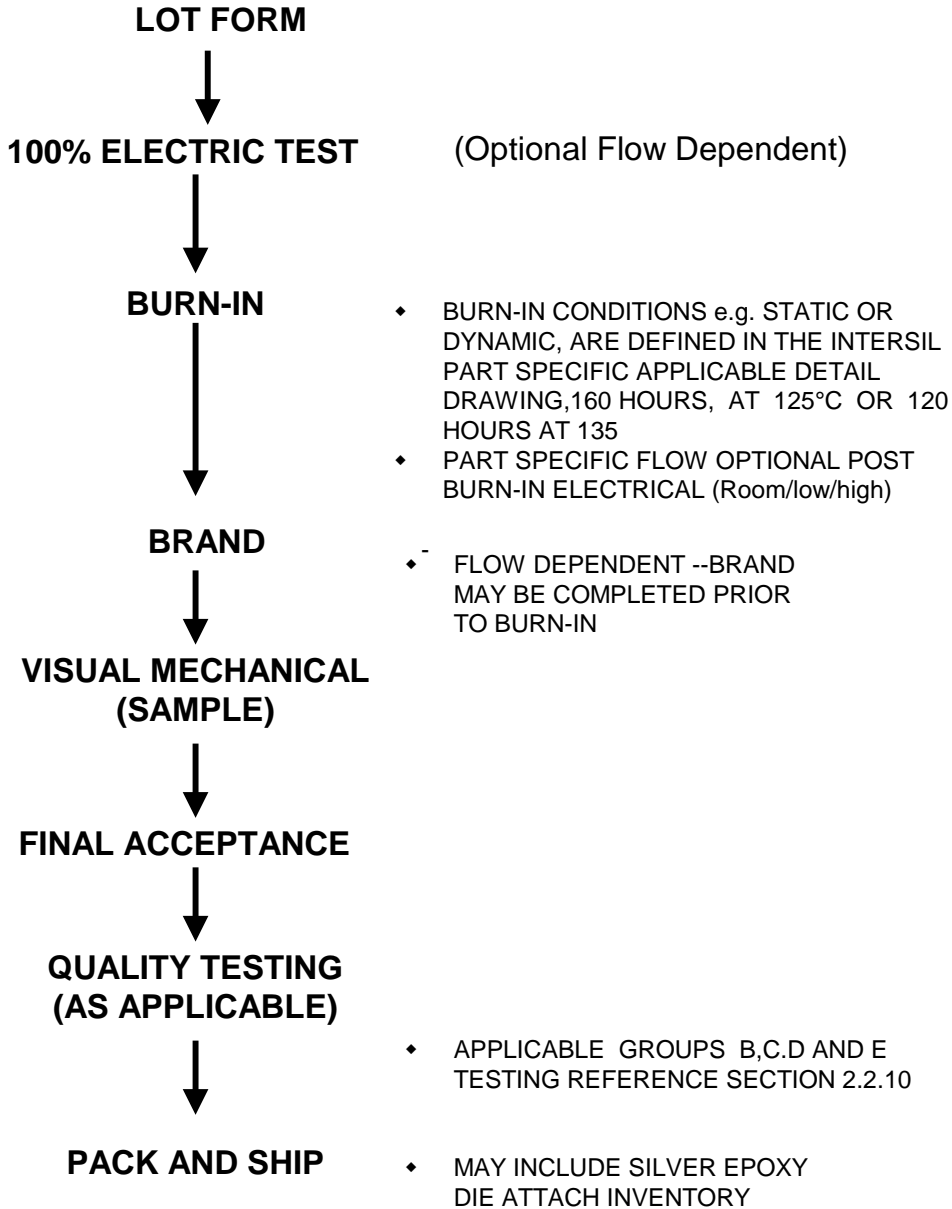 LOT FORM
100% ELECTRIC TEST
(Optional Flow Dependent)
BURN-IN
◆ BURN-IN CONDITIONS e.g. STATIC OR
DYNAMIC, ARE DEFINED IN THE INTERSIL
PART SPECIFIC APPLICABLE DETAIL
DRAWING,160 HOURS, AT 125°C OR 120
HOURS AT 135
◆ PART SPECIFIC FLOW OPTIONAL POST
BURN-IN ELECTRICAL (Room/low/high)
BRAND
◆ - FLOW DEPENDENT --BRAND
MAY BE COMPLETED PRIOR
TO BURN-IN
VISUAL MECHANICAL
(SAMPLE)
FINAL ACCEPTANCE
QUALITY TESTING
(AS APPLICABLE)
◆ APPLICABLE GROUPS B,C.D AND E
TESTING REFERENCE SECTION 2.2.10
PACK AND SHIP
◆ MAY INCLUDE SILVER EPOXY
DIE ATTACH INVENTORY